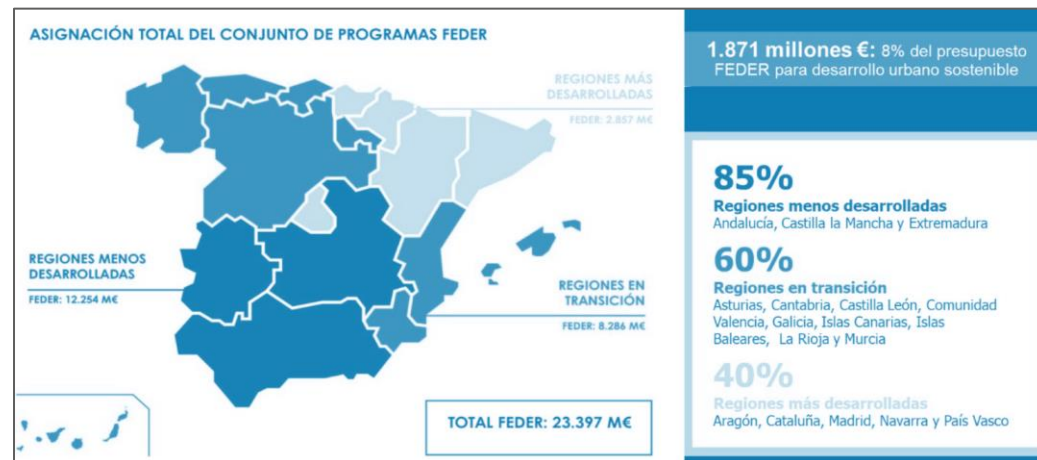 ASIGNACIÓN TOTAL DEL CONJUNTO DE PROGRAMAS FEDER
REGIONES MÁS
DESARROLLADAS
FEDER: 2.857 M€
REGIONES MENOS
DESARROLLADAS
FEDER: 12.254 M€
REGIONES EN
TRANSICIÓN
FEDER: 8.286 M€
TOTAL FEDER: 23.397 M€
1.871 millones €: 8% del presupuesto
FEDER para desarrollo urbano sostenible
85%
Regiones menos desarrolladas
Andalucía, Castilla la Mancha y Extremadura
60%
Regiones en transición
Asturias, Cantabria, Castilla León, Comunidad
Valencia, Galicia, Islas Canarias, Islas
Baleares, La Rioja y Murcia
40%
Regiones más desarrolladas
Aragón, Cataluña, Madrid, Navarra y País Vasco